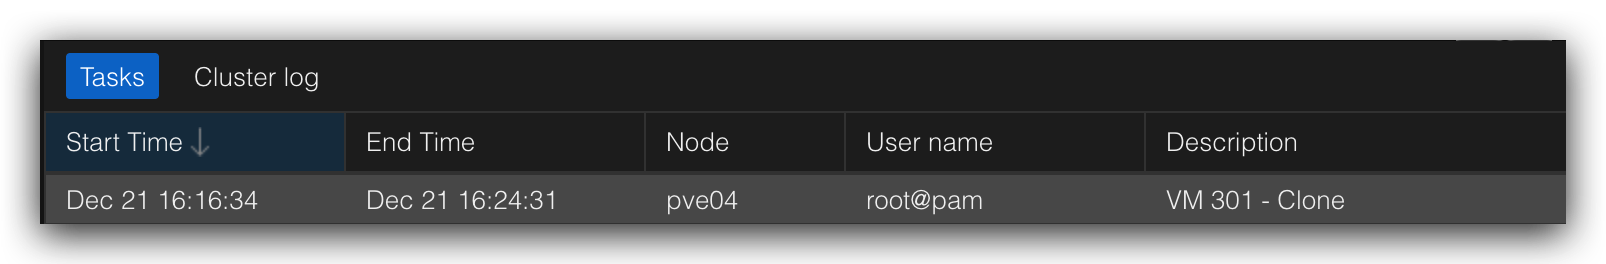 Tasks Cluster log
Start Time End Time Node User name Description
Dec 21 16:16:34 Dec 21 16:24:31 pve04 root@pam VM 301 - Clone